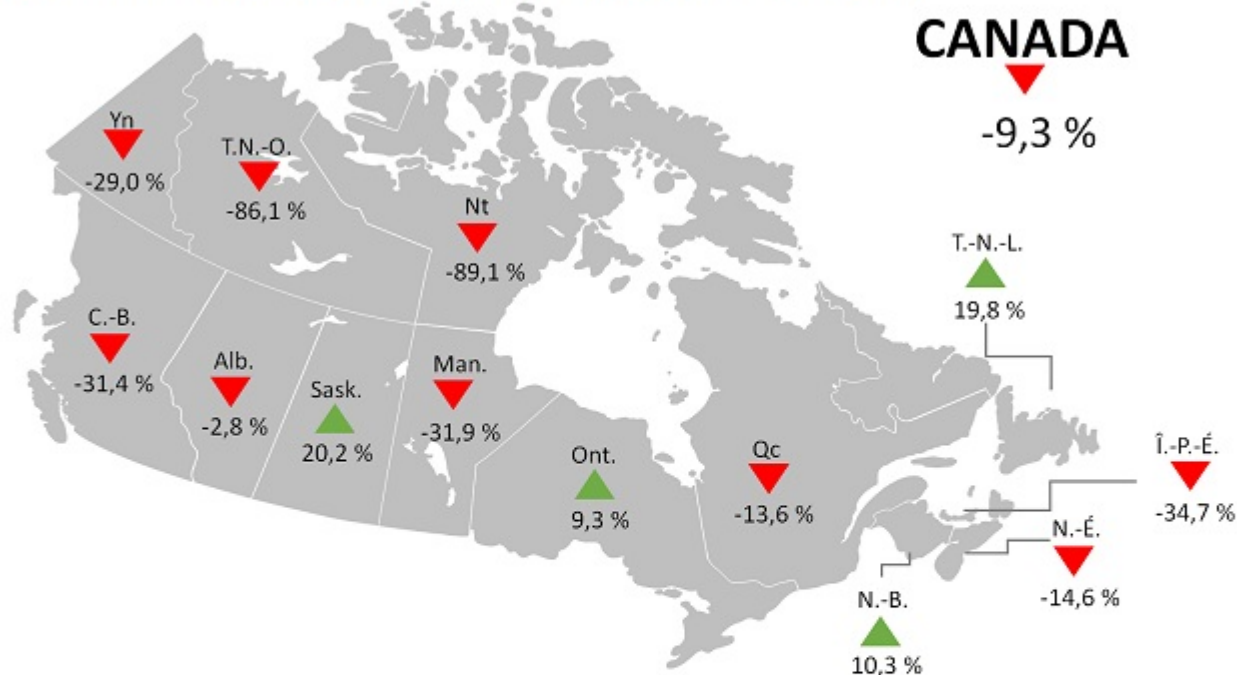 CANADA
-9,3 %
Yn
-29,0 %
T.N.-O.
-86,1 %
Nt
-89,1 %
T.-N.-L.
19,8 %
C.-B.
-31,4 %
Alb.
-2,8 %
Sask.
20,2 %
Man.
-31,9 %
Ont.
9,3 %
Qc
-13,6 %
Î.-P.-É.
-34,7 %
N.-É.
-14,6 %
N.-B.
10,3 %